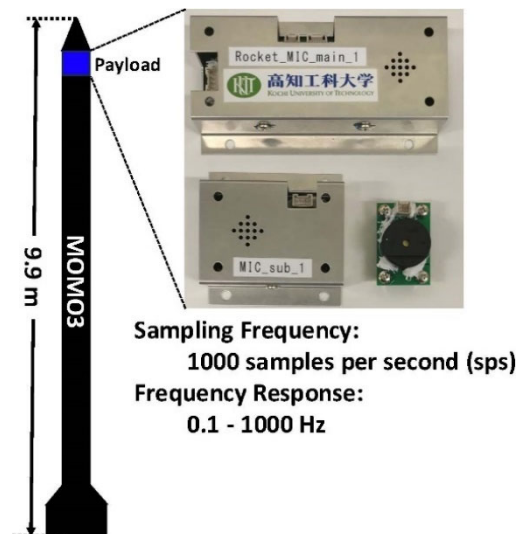 Payload
Rocket_MIC_main_1
高知工科大学
KOCHI UNIVERSITY OF TECHNOLOGY
MIC_sub_1
9.9 m
MOMO3
Sampling Frequency:
1000 samples per second (sps)
Frequency Response:
0.1 - 1000 Hz